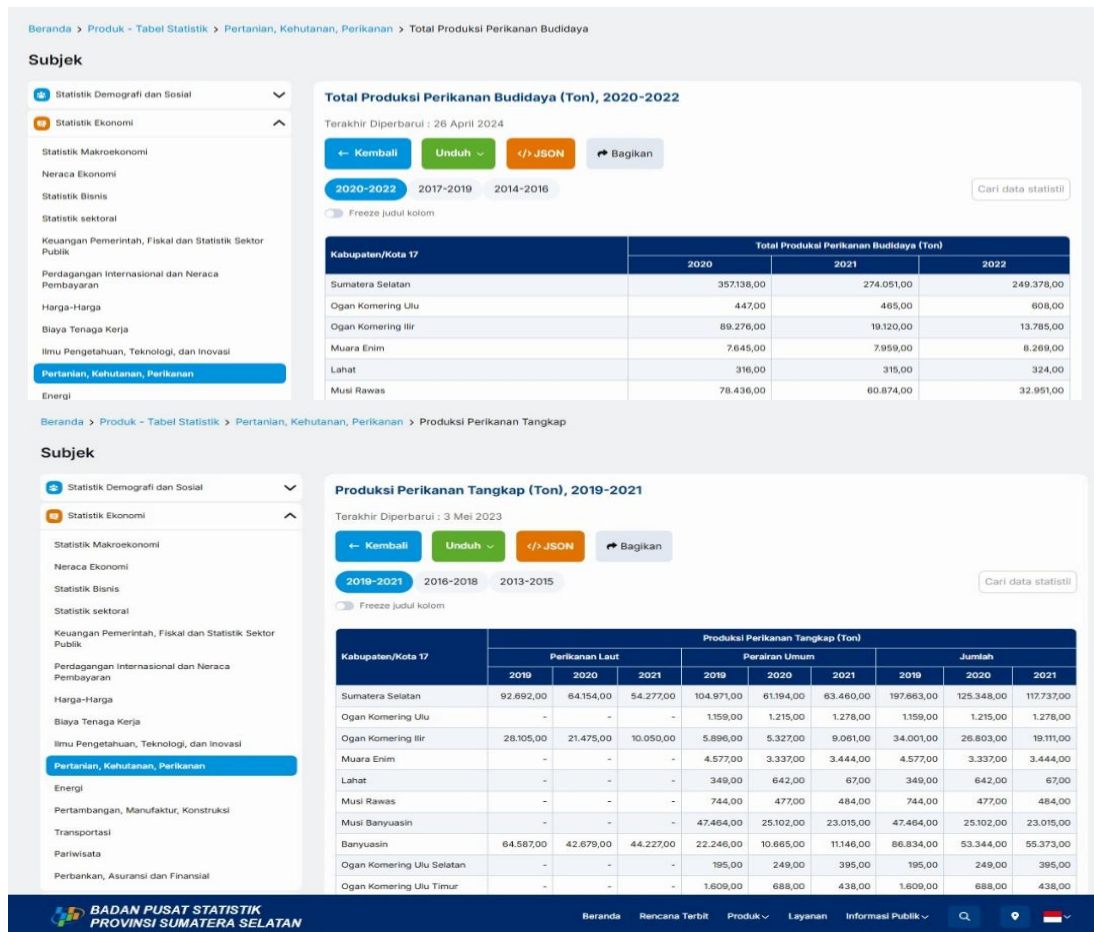 Beranda > Produk - Tabel Statistik > Pertanian, Kehutanan, Perikanan > Total Produksi Perikanan Budidaya
Subjek
Statistik Demografi dan Sosial
Statistik Ekonomi
Statistik Makroekonomi
Neraca Ekonomi
Statistik Bisnis
Statistik sektoral
Keuangan Pemerintah, Fiskal dan Statistik Sektor
Publik
Perdagangan Internasional dan Neraca
Pembayaran
Harga-Harga
Biaya Tenaga Kerja
Ilmu Pengetahuan, Teknologi, dan Inovasi
Pertanian, Kehutanan, Perikanan
Energi
Total Produksi Perikanan Budidaya (Ton), 2020-2022
Terakhir Diperbarui : 26 April 2024
← Kembali Unduh </> JSON Bagikan
2020-2022 2017-2019 2014-2016 Cari data statistil
Freeze judul kolom
Kabupaten/Kota 17 Total Produksi Perikanan Budidaya (Ton)
2020 2021 2022
Sumatera Selatan 357.138,00 274.051,00 249.378,00
Ogan Komering Ulu 447,00 465,00 608,00
Ogan Komering Ilir 89.276,00 19.120,00 13.785,00
Muara Enim 7.645,00 7.959,00 8.269,00
Lahat 316,00 315,00 324,00
Musi Rawas 78.436,00 60.874,00 32.951,00
Beranda > Produk - Tabel Statistik > Pertanian, Kehutanan, Perikanan > Produksi Perikanan Tangkap
Subjek
Statistik Demografi dan Sosial
Statistik Ekonomi
Statistik Makroekonomi
Neraca Ekonomi
Statistik Bisnis
Statistik sektoral
Keuangan Pemerintah, Fiskal dan Statistik Sektor
Publik
Perdagangan Internasional dan Neraca
Pembayaran
Harga-Harga
Biaya Tenaga Kerja
Ilmu Pengetahuan, Teknologi, dan Inovasi
Pertanian, Kehutanan, Perikanan
Energi
Pertambangan, Manufaktur, Konstruksi
Transportasi
Pariwisata
Perbankan, Asuransi dan Finansial
Produksi Perikanan Tangkap (Ton), 2019-2021
Terakhir Diperbarui : 3 Mei 2023
← Kembali Unduh </> JSON Bagikan
2019-2021 2016-2018 2013-2015 Cari data statistil
Freeze judul kolom
Kabupaten/Kota 17 Produksi Perikanan Tangkap (Ton)
Perikanan Laut Perairan Umum Jumlah
2019 2020 2021 2019 2020 2021 2019 2020 2021
Sumatera Selatan 92.692,00 64.154,00 54.277,00 104.971,00 61.194,00 63.460,00 197.663,00 125.348,00 117.737,00
Ogan Komering Ulu - - - 1.159,00 1.215,00 1.278,00 1.159,00 1.215,00 1.278,00
Ogan Komering Ilir 28.105,00 21.475,00 10.050,00 5.896,00 5.327,00 9.061,00 34.001,00 26.803,00 19.111,00
Muara Enim - - - 4.577,00 3.337,00 3.444,00 4.577,00 3.337,00 3.444,00
Lahat - - - 349,00 642,00 67,00 349,00 642,00 67,00
Musi Rawas - - - 744,00 477,00 484,00 744,00 477,00 484,00
Musi Banyuasin - - - 47.464,00 25.102,00 23.015,00 47.464,00 25.102,00 23.015,00
Banyuasin 64.587,00 42.679,00 44.227,00 22.246,00 10.665,00 11.146,00 86.834,00 53.344,00 55.373,00
Ogan Komering Ulu Selatan - - - 195,00 249,00 395,00 195,00 249,00 395,00
Ogan Komering Ulu Timur - - - 1.609,00 688,00 438,00 1.609,00 688,00 438,00
BADAN PUSAT STATISTIK
PROVINSI SUMATERA SELATAN
Beranda Rencana Terbit Produk Layanan Informasi Publik